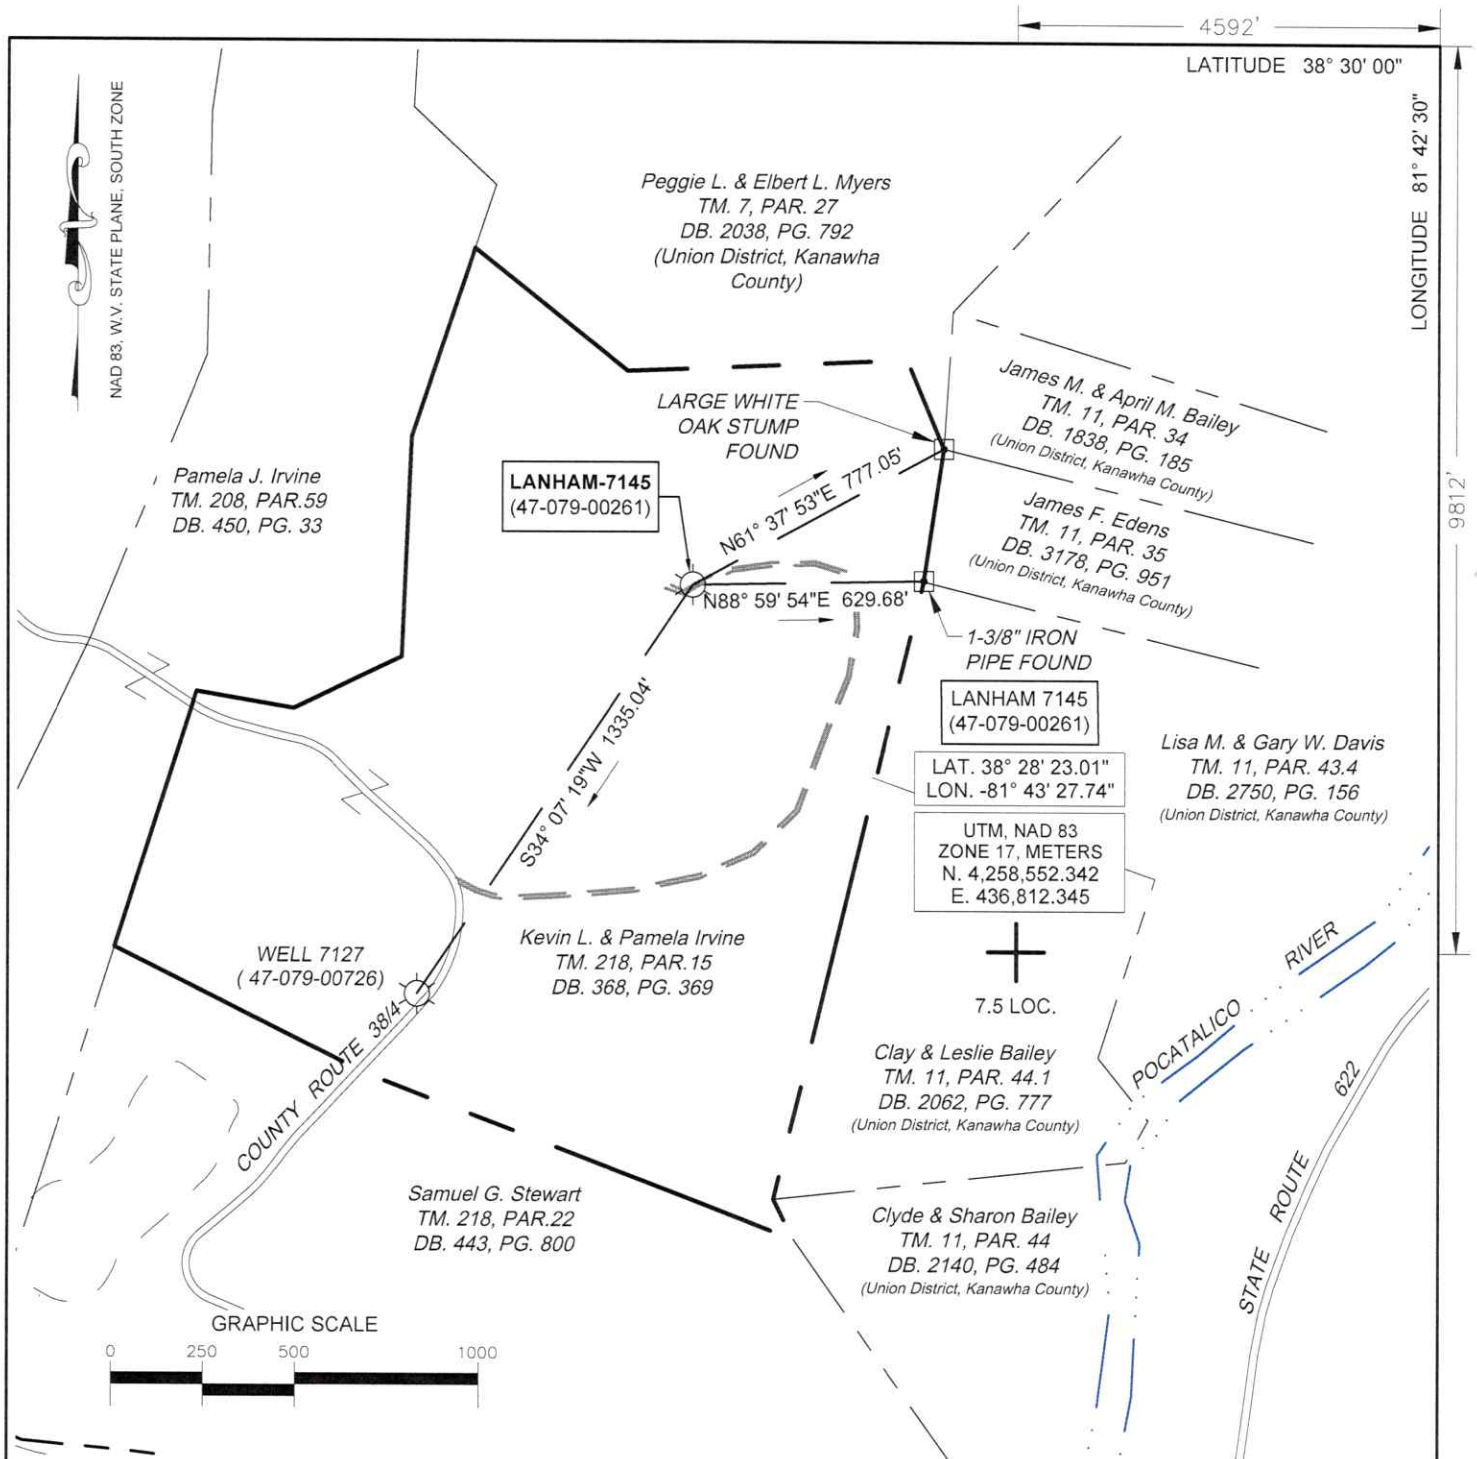 4592'
LATITUDE 38° 30' 00"
LONGITUDE 81° 42' 30"
9812'
NAD 83, W.V. STATE PLANE, SOUTH ZONE
Peggie L. & Elbert L. Myers
TM. 7, PAR. 27
DB. 2038, PG. 792
(Union District, Kanawha
County)
James M. & April M. Bailey
TM. 11, PAR. 34
DB. 1838, PG. 185
(Union District, Kanawha County)
LARGE WHITE
OAK STUMP
FOUND
Pamela J. Irvine
TM. 208, PAR.59
DB. 450, PG. 33
LANHAM-7145
(47-079-00261)
N61° 37' 53"E 777.05'
James F. Edens
TM. 11, PAR. 35
DB. 3178, PG. 951
(Union District, Kanawha County)
N88° 59' 54"E 629.68'
1-3/8" IRON
PIPE FOUND
S34° 07' 19"W 1335.04'
LANHAM 7145
(47-079-00261)
LAT. 38° 28' 23.01"
LON. -81° 43' 27.74"
Lisa M. & Gary W. Davis
TM. 11, PAR. 43.4
DB. 2750, PG. 156
(Union District, Kanawha County)
UTM, NAD 83
ZONE 17, METERS
N. 4,258,552.342
E. 436,812.345
7.5 LOC.
WELL 7127
( 47-079-00726)
Kevin L. & Pamela Irvine
TM. 218, PAR.15
DB. 368, PG. 369
POCATALICO RIVER
COUNTY ROUTE 38/4
Clay & Leslie Bailey
TM. 11, PAR. 44.1
DB. 2062, PG. 777
(Union District, Kanawha County)
STATE ROUTE 622
Samuel G. Stewart
TM. 218, PAR.22
DB. 443, PG. 800
Clyde & Sharon Bailey
TM. 11, PAR. 44
DB. 2140, PG. 484
(Union District, Kanawha County)
GRAPHIC SCALE
0 250 500 1000